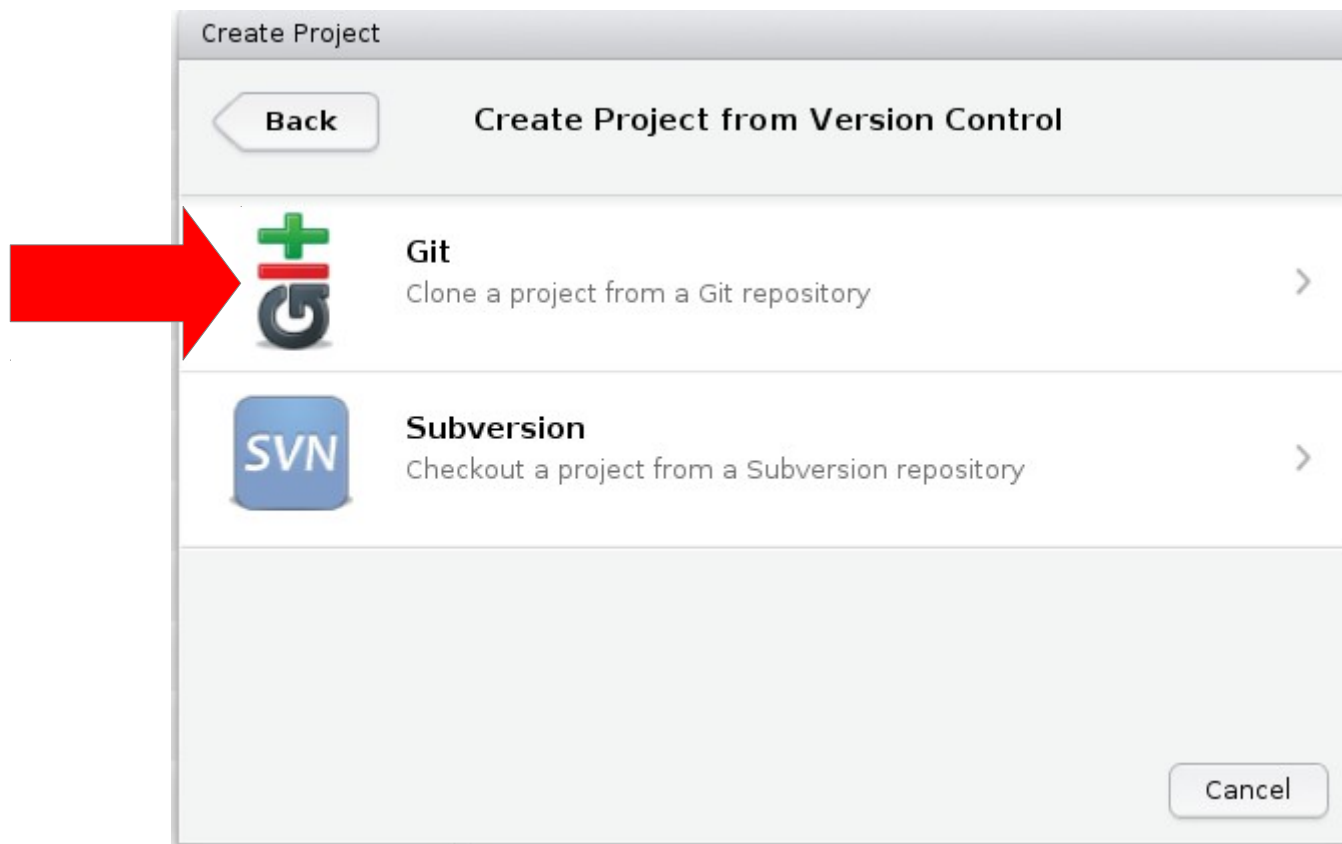 Create Project
Back
Create Project from Version Control
Git
Clone a project from a Git repository
SVN
Subversion
Checkout a project from a Subversion repository
Cancel